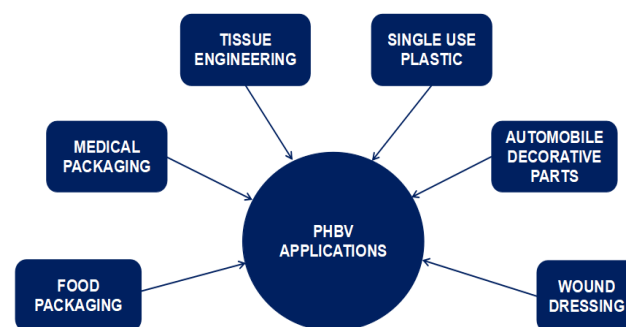 TISSUE
ENGINEERING
SINGLE USE
PLASTIC
MEDICAL
PACKAGING
AUTOMOBILE
DECORATIVE
PARTS
PHBV
APPLICATIONS
FOOD
PACKAGING
WOUND
DRESSING